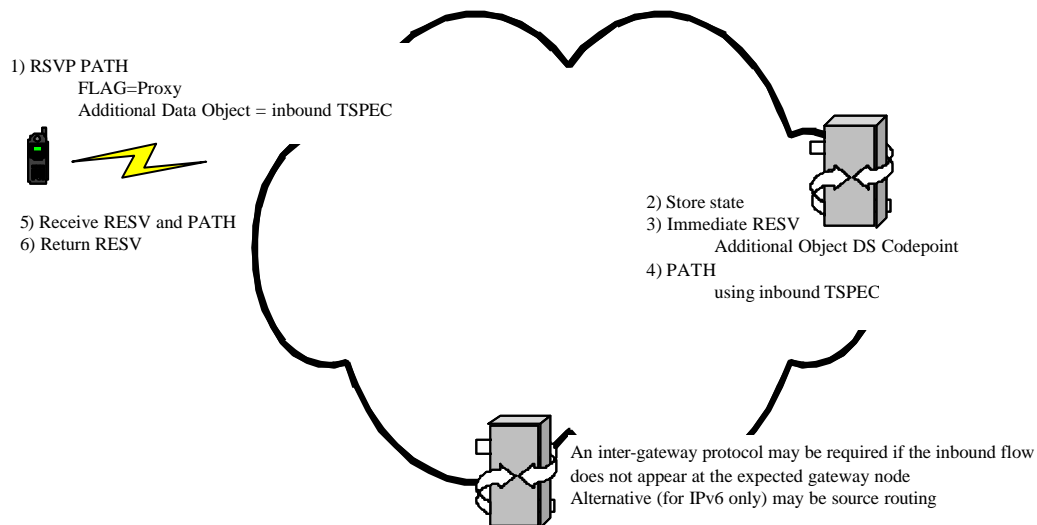 1) RSVP PATH
FLAG=Proxy
Additional Data Object = inbound TSPEC
5) Receive RESV and PATH
6) Return RESV
2) Store state
3) Immediate RESV
Additional Object DS Codepoint
4) PATH
using inbound TSPEC
An inter-gateway protocol may be required if the inbound flow
does not appear at the expected gateway node
Alternative (for IPv6 only) may be source routing